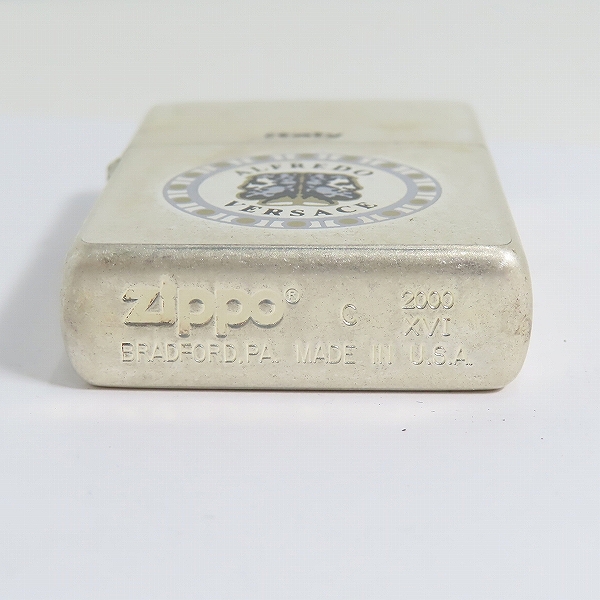 Italy
ALFREDO
VERSACE
zippo® C 2000
XVI
BRADFORD,PA. MADE IN U.S.A.